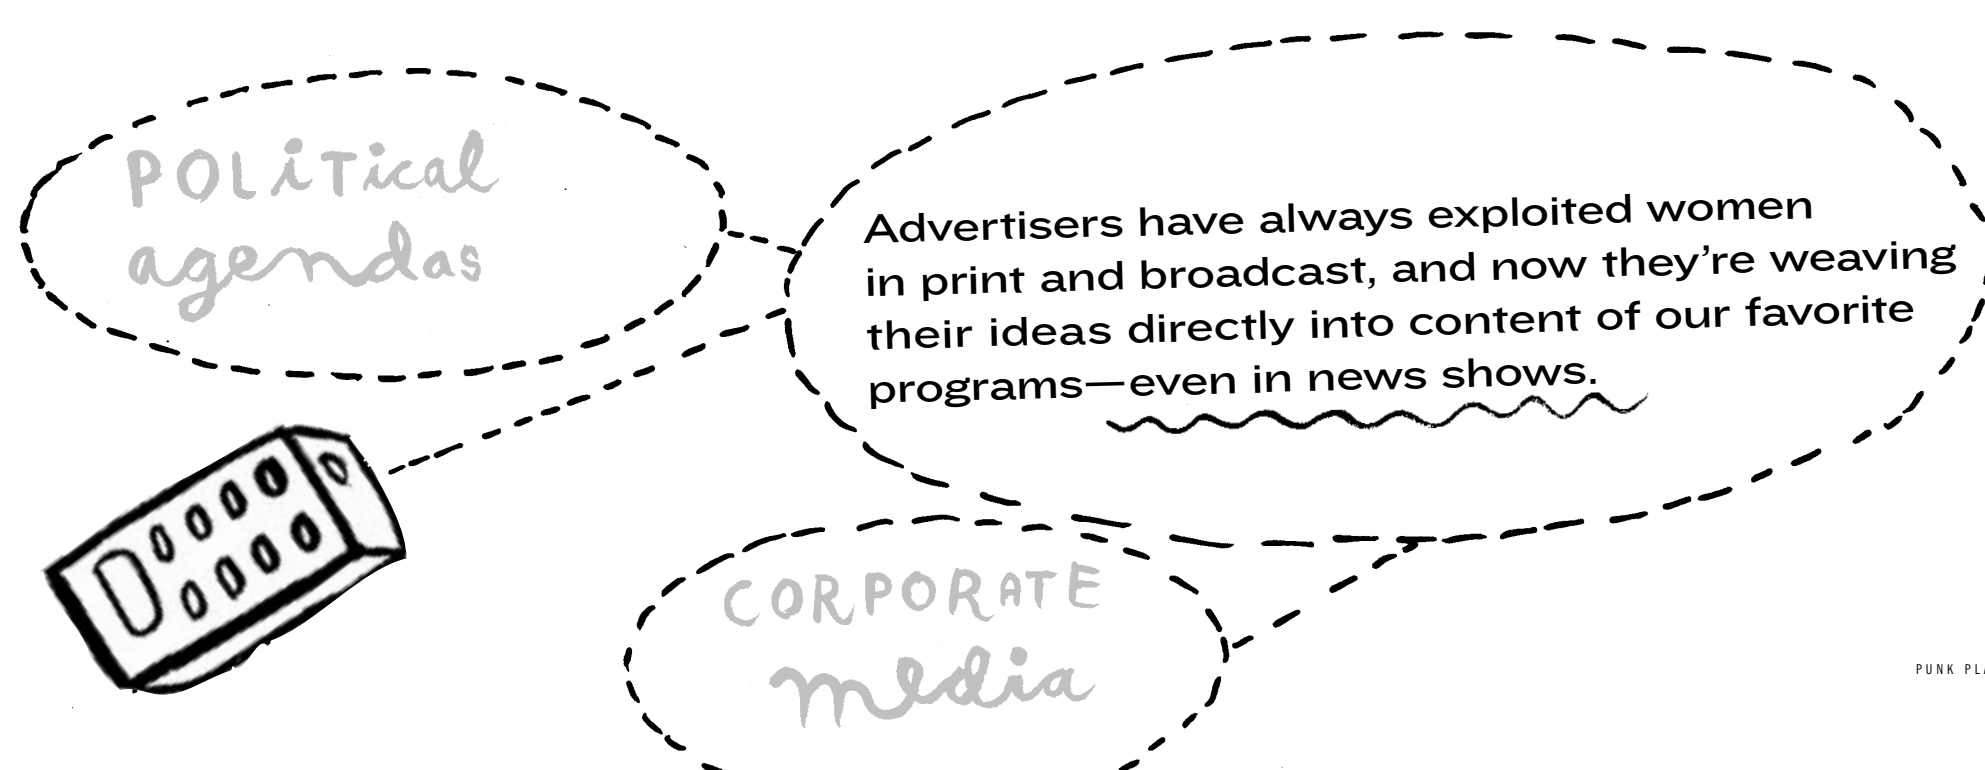 POLiTical
agendas
Advertisers have always exploited women
in print and broadcast, and now they’re weaving
their ideas directly into content of our favorite
programs—even in news shows.
CORPORATE
media
PUNK